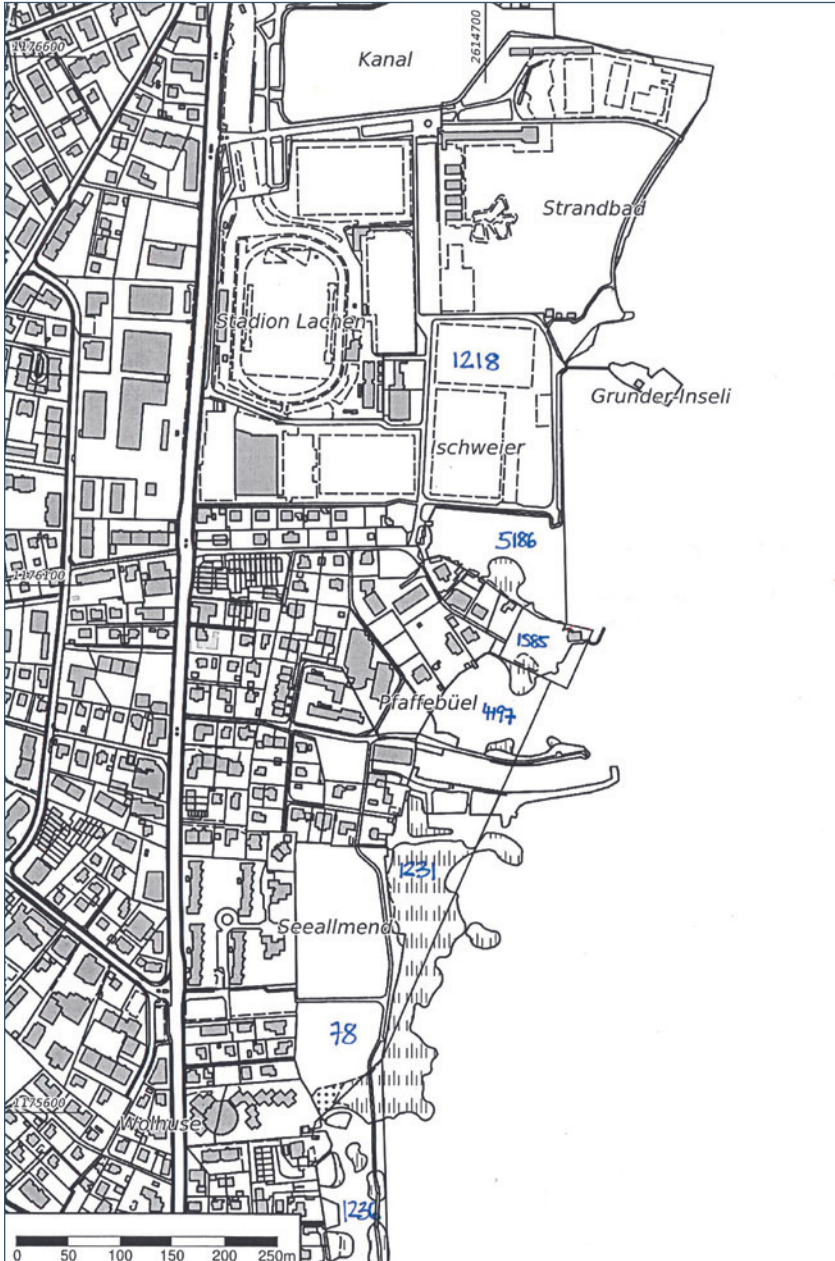 1176600
Kanal
2614700
Strandbad
Stadion Lachen
1218
Grunder-Inseli
Ischweier
5186
1176100
1585
Pfaffebüel
4197
1231
Seeallmend
78
1175600
Wolhuse
1236
0 50 100 150 200 250m